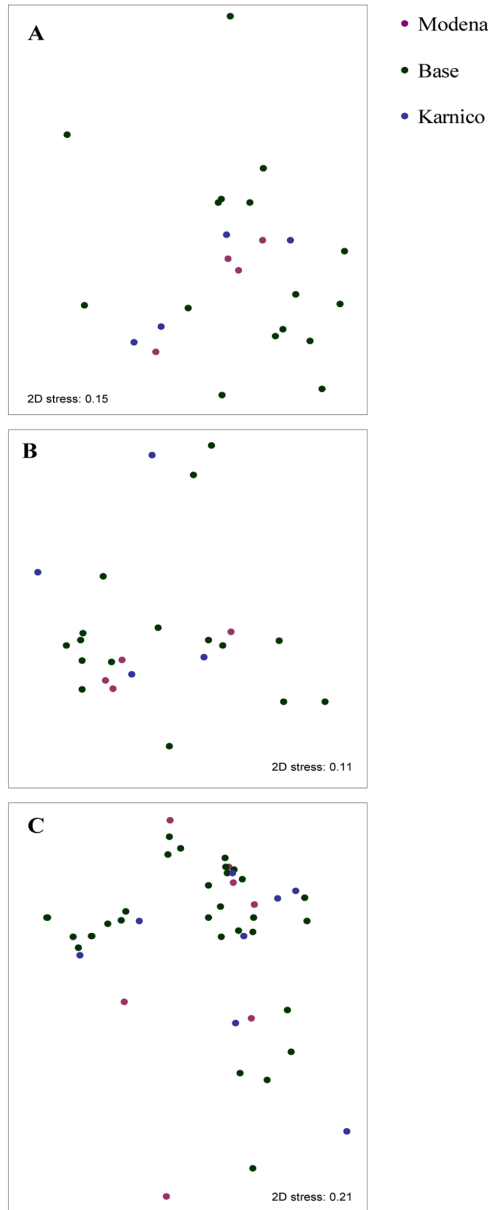 A
Modena
Base
Karnico
2D stress: 0.15
B
2D stress: 0.11
C
2D stress: 0.21